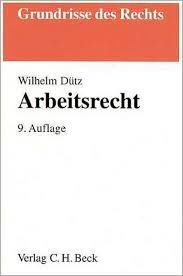 Grundrisse des Rechts
Wilhelm Dütz
Arbeitsrecht
9. Auflage
Verlag C. H. Beck